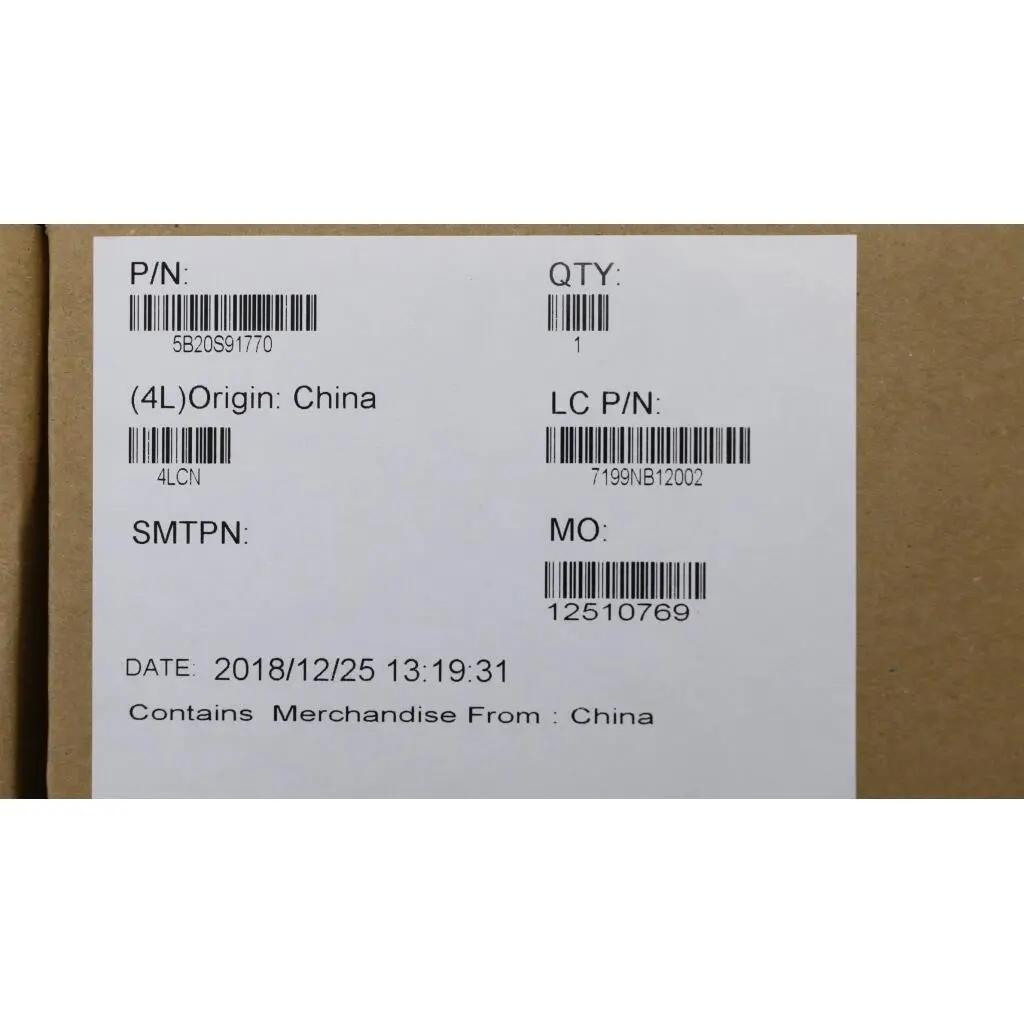 P/N:
5B20S91770
QTY:
1
(4L)Origin: China
4LCN
LC P/N:
7199NB12002
SMTPN:
MO:
12510769
DATE: 2018/12/25 13:19:31
Contains Merchandise From : China